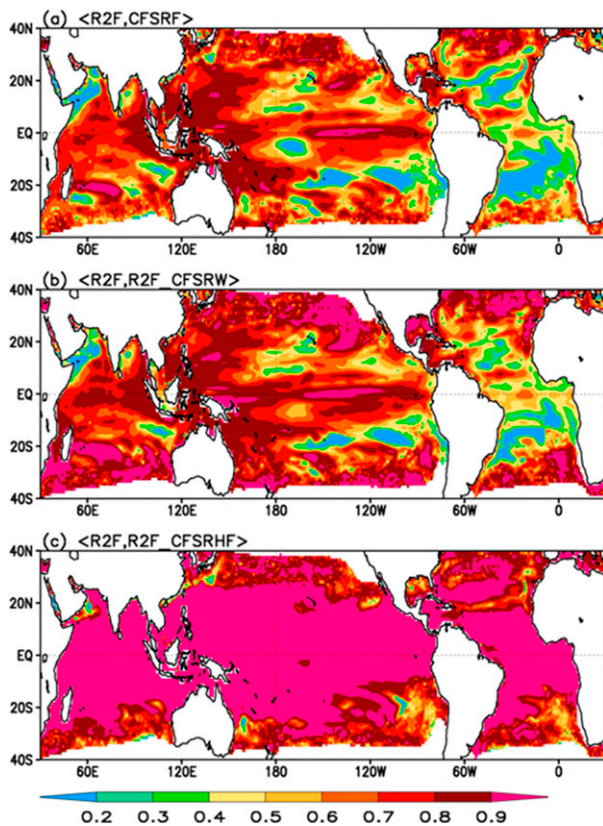 (a) <R2F,CFSRF>
40N
20N
EQ
20S
40S
60E 120E 180 120W 60W 0
(b) <R2F,R2F_CFSRW>
40N
20N
EQ
20S
40S
60E 120E 180 120W 60W 0
(c) <R2F,R2F_CFSRHF>
40N
20N
EQ
20S
40S
60E 120E 180 120W 60W 0
0.2 0.3 0.4 0.5 0.6 0.7 0.8 0.9